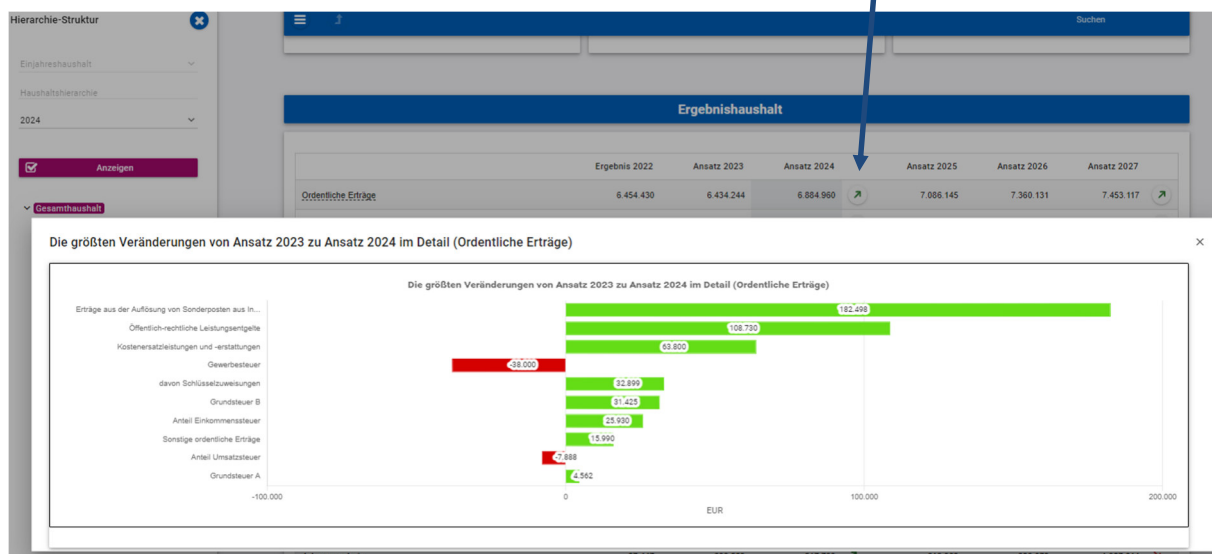 Hierarchie-Struktur
Suchen
Einjahreshaushalt
Haushaltshierarchie
2024
Anzeigen
Gesamthaushalt
Ergebnishaushalt
Ergebnis 2022 Ansatz 2023 Ansatz 2024 Ansatz 2025 Ansatz 2026 Ansatz 2027
Ordentliche Erträge 6.454.430 6.434.244 6.884.960 7.086.145 7.360.131 7.453.117
Die größten Veränderungen von Ansatz 2023 zu Ansatz 2024 im Detail (Ordentliche Erträge)
Die größten Veränderungen von Ansatz 2023 zu Ansatz 2024 im Detail (Ordentliche Erträge)
Erträge aus der Auflösung von Sonderposten aus In... 182.498
Öffentlich-rechtliche Leistungsentgelte 108.730
Kostenersatzleistungen und -erstattungen 63.800
Gewerbesteuer -38.000
davon Schlüsselzuweisungen 32.899
Grundsteuer B 31.425
Anteil Einkommenssteuer 25.930
Sonstige ordentliche Erträge 15.990
Anteil Umsatzsteuer -7.888
Grundsteuer A 4.562
-100.000 0 100.000 200.000
EUR